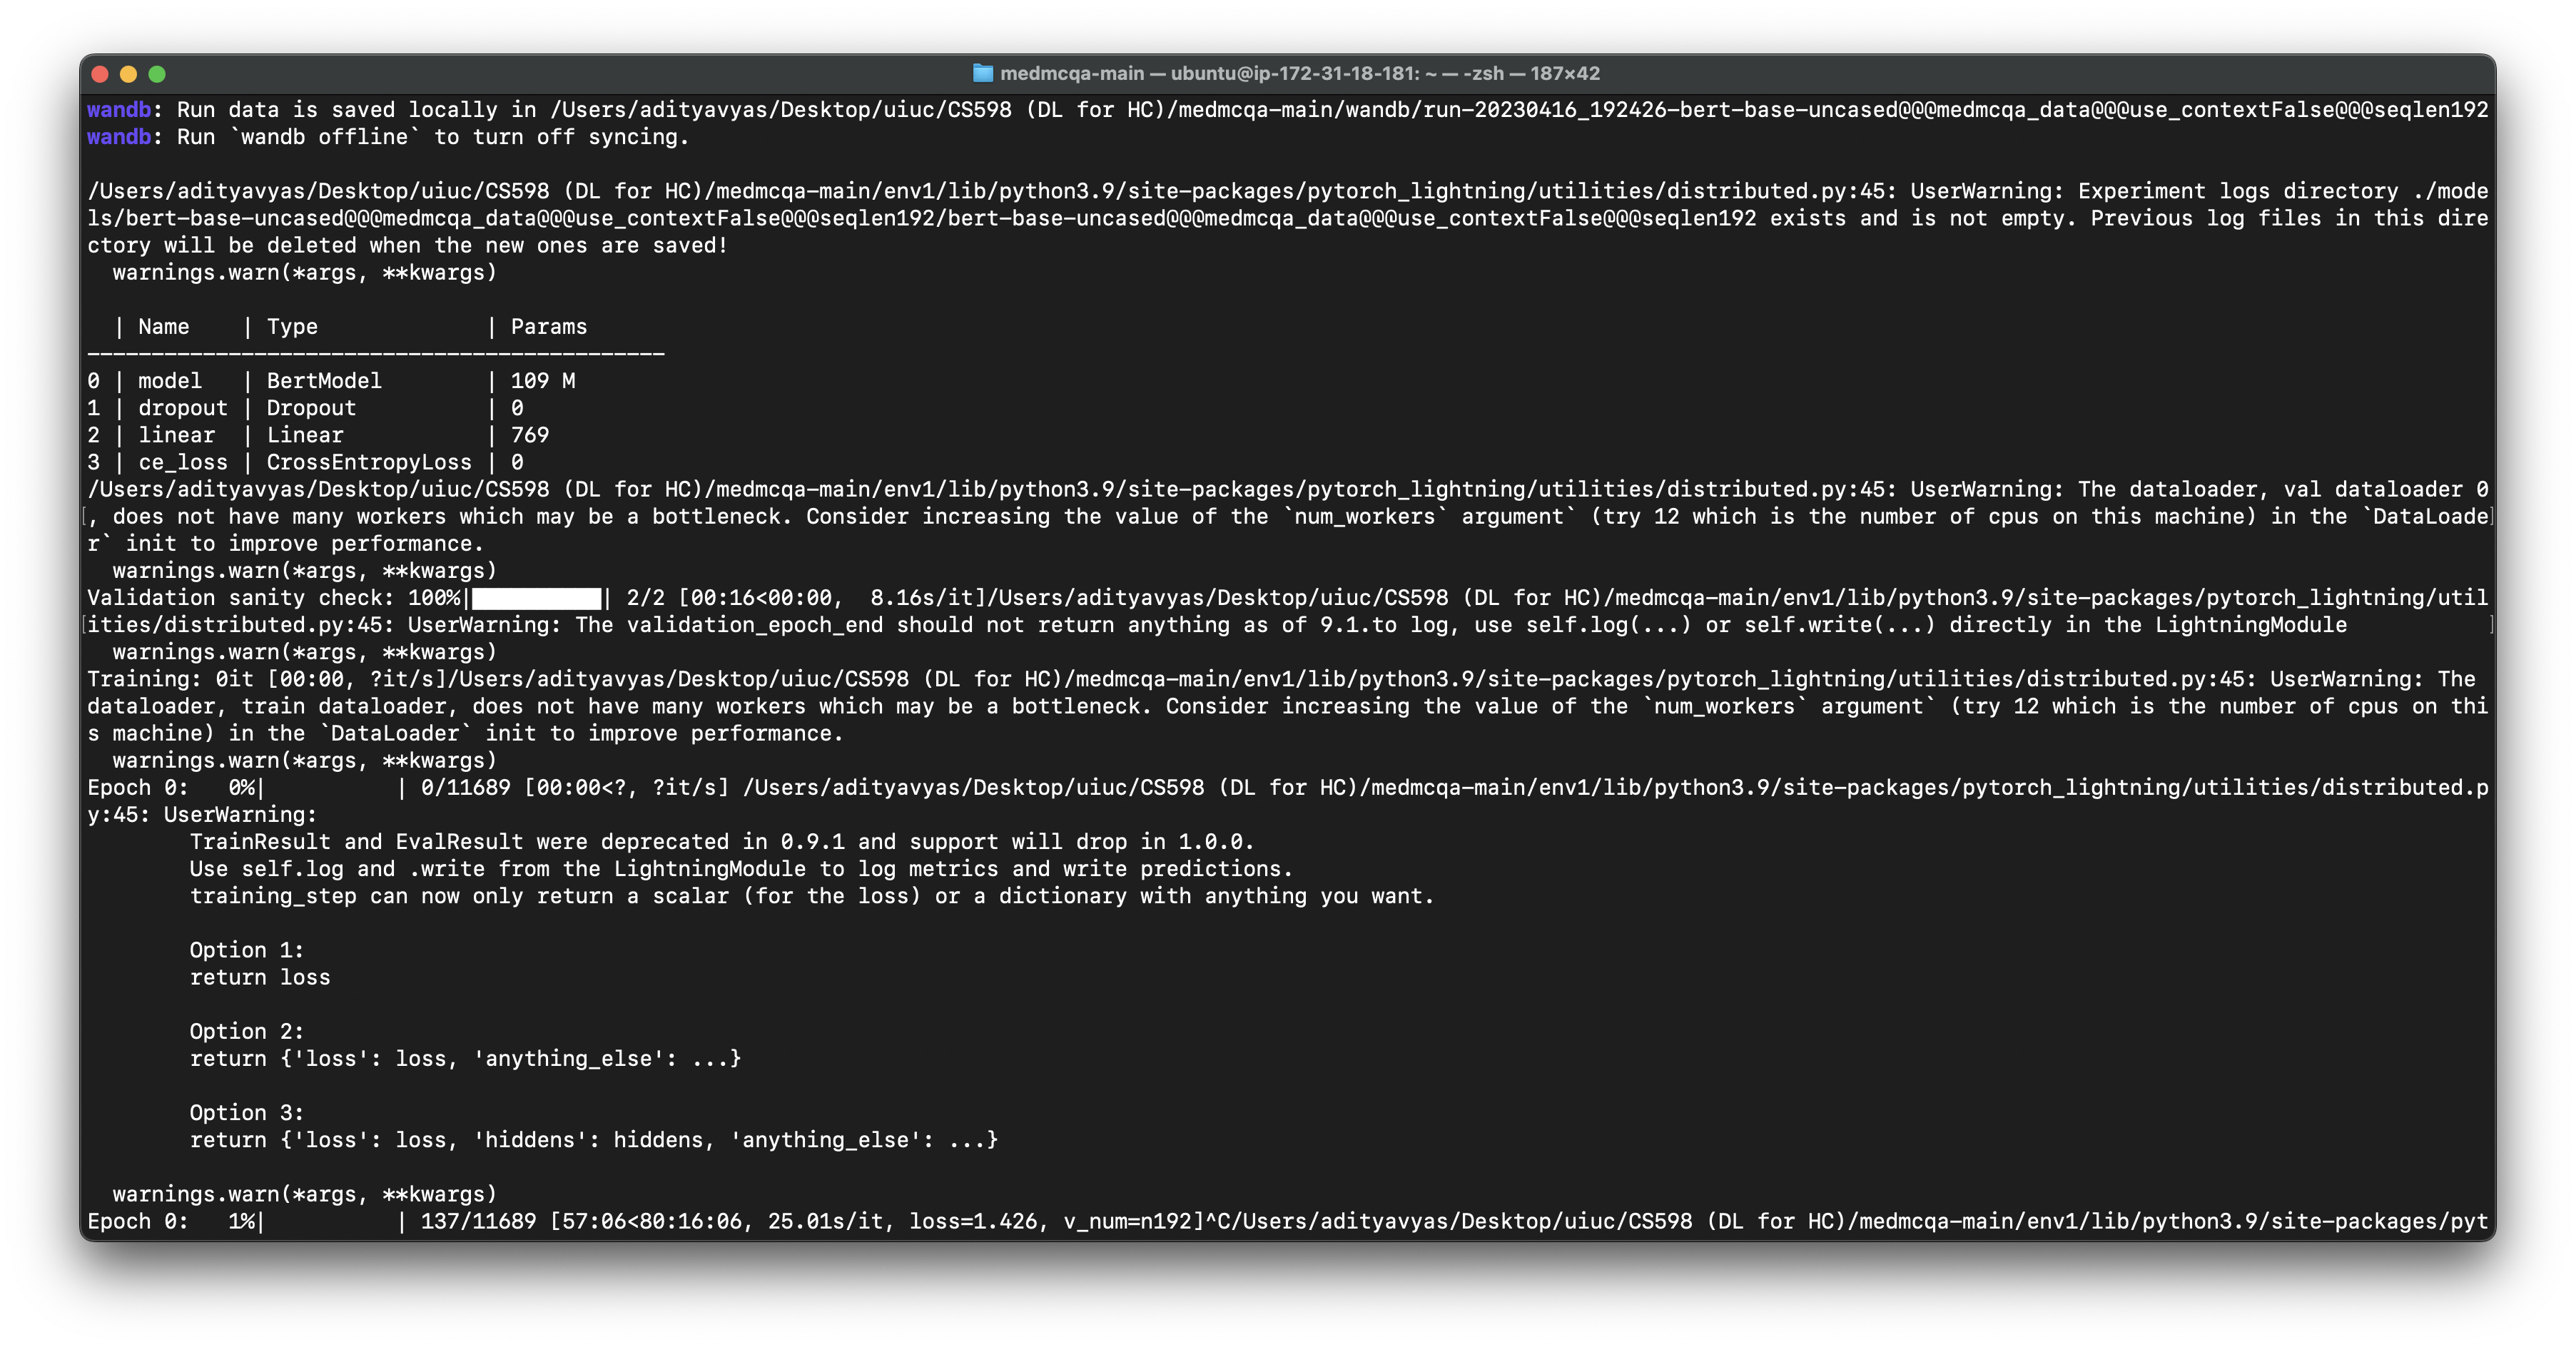 medmcqa-main — ubuntu@ip-172-31-18-181: ~ — -zsh — 187×42
wandb: Run data is saved locally in /Users/adityavyas/Desktop/uiuc/CS598 (DL for HC)/medmcqa-main/wandb/run-20230416_192426-bert-base-uncased@@@medmcqa_data@@@use_contextFalse@@@seqlen192
wandb: Run `wandb offline` to turn off syncing.
/Users/adityavyas/Desktop/uiuc/CS598 (DL for HC)/medmcqa-main/env1/lib/python3.9/site-packages/pytorch_lightning/utilities/distributed.py:45: UserWarning: Experiment logs directory ./mode
ls/bert-base-uncased@@@medmcqa_data@@@use_contextFalse@@@seqlen192/bert-base-uncased@@@medmcqa_data@@@use_contextFalse@@@seqlen192 exists and is not empty. Previous log files in this dire
ctory will be deleted when the new ones are saved!
  warnings.warn(*args, **kwargs)
  | Name    | Type             | Params
---------------------------------------------
0 | model   | BertModel        | 109 M
1 | dropout | Dropout          | 0
2 | linear  | Linear           | 769
3 | ce_loss | CrossEntropyLoss | 0
/Users/adityavyas/Desktop/uiuc/CS598 (DL for HC)/medmcqa-main/env1/lib/python3.9/site-packages/pytorch_lightning/utilities/distributed.py:45: UserWarning: The dataloader, val dataloader 0
, does not have many workers which may be a bottleneck. Consider increasing the value of the `num_workers` argument` (try 12 which is the number of cpus on this machine) in the `DataLoade
r` init to improve performance.
  warnings.warn(*args, **kwargs)
Validation sanity check: 100%|██████████| 2/2 [00:16<00:00,  8.16s/it]/Users/adityavyas/Desktop/uiuc/CS598 (DL for HC)/medmcqa-main/env1/lib/python3.9/site-packages/pytorch_lightning/util
ities/distributed.py:45: UserWarning: The validation_epoch_end should not return anything as of 9.1.to log, use self.log(...) or self.write(...) directly in the LightningModule
  warnings.warn(*args, **kwargs)
Training: 0it [00:00, ?it/s]/Users/adityavyas/Desktop/uiuc/CS598 (DL for HC)/medmcqa-main/env1/lib/python3.9/site-packages/pytorch_lightning/utilities/distributed.py:45: UserWarning: The
dataloader, train dataloader, does not have many workers which may be a bottleneck. Consider increasing the value of the `num_workers` argument` (try 12 which is the number of cpus on thi
s machine) in the `DataLoader` init to improve performance.
  warnings.warn(*args, **kwargs)
Epoch 0:   0%|          | 0/11689 [00:00<?, ?it/s] /Users/adityavyas/Desktop/uiuc/CS598 (DL for HC)/medmcqa-main/env1/lib/python3.9/site-packages/pytorch_lightning/utilities/distributed.p
y:45: UserWarning:
        TrainResult and EvalResult were deprecated in 0.9.1 and support will drop in 1.0.0.
        Use self.log and .write from the LightningModule to log metrics and write predictions.
        training_step can now only return a scalar (for the loss) or a dictionary with anything you want.
        Option 1:
        return loss
        Option 2:
        return {'loss': loss, 'anything_else': ...}
        Option 3:
        return {'loss': loss, 'hiddens': hiddens, 'anything_else': ...}
  warnings.warn(*args, **kwargs)
Epoch 0:   1%|          | 137/11689 [57:06<80:16:06, 25.01s/it, loss=1.426, v_num=n192]^C/Users/adityavyas/Desktop/uiuc/CS598 (DL for HC)/medmcqa-main/env1/lib/python3.9/site-packages/pyt